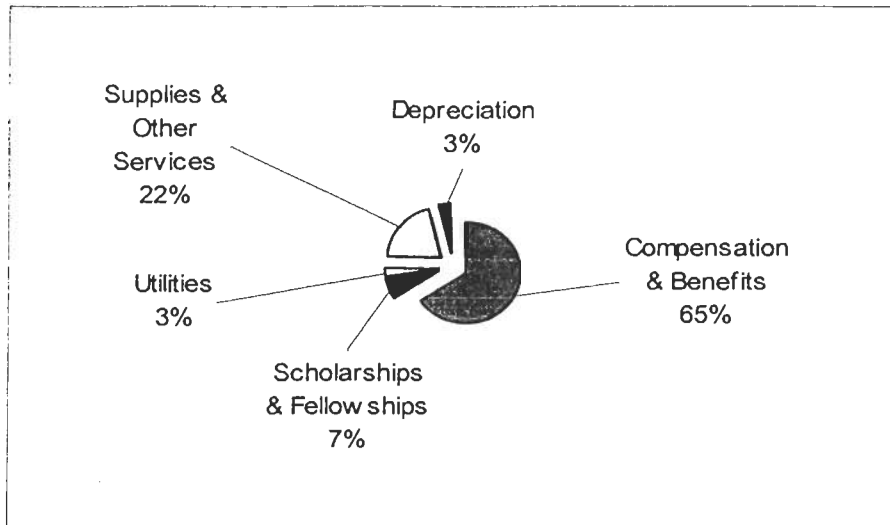 Supplies &
Other
Services
22%
Depreciation
3%
Compensation
& Benefits
65%
Utilities
3%
Scholarships
& Fellowships
7%